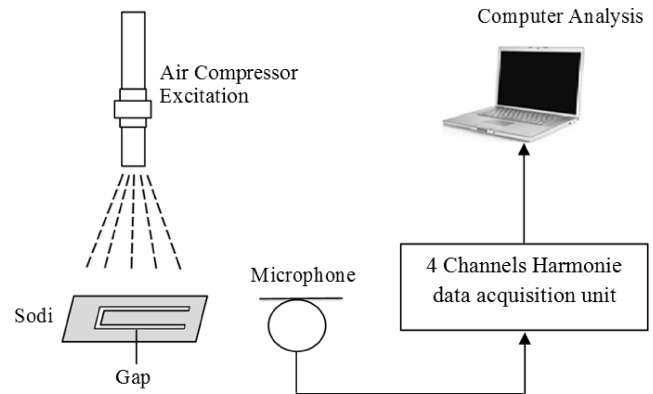 Computer Analysis
Air Compressor
Excitation
Microphone
4 Channels Harmonie
data acquisition unit
Sodi
Gap